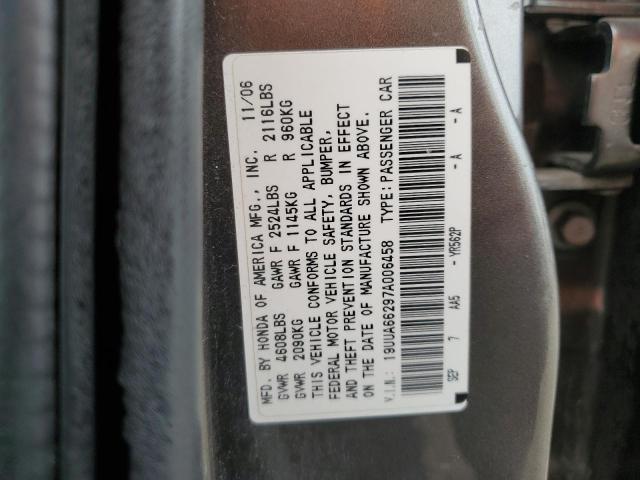 MFD. BY HONDA OF AMERICA MFG., INC. 11/06
GVWR 4608LBS GAWR F 2524LBS R 2116LBS
GVWR 2090KG GAWR F 1145KG R 960KG
THIS VEHICLE CONFORMS TO ALL APPLICABLE
FEDERAL MOTOR VEHICLE SAFETY, BUMPER,
AND THEFT PREVENTION STANDARDS IN EFFECT
ON THE DATE OF MANUFACTURE SHOWN ABOVE.
V.I.N.: 19UUA66297A006458 TYPE: PASSENGER CAR
SEP 7 AA5 - YR562P - A - A